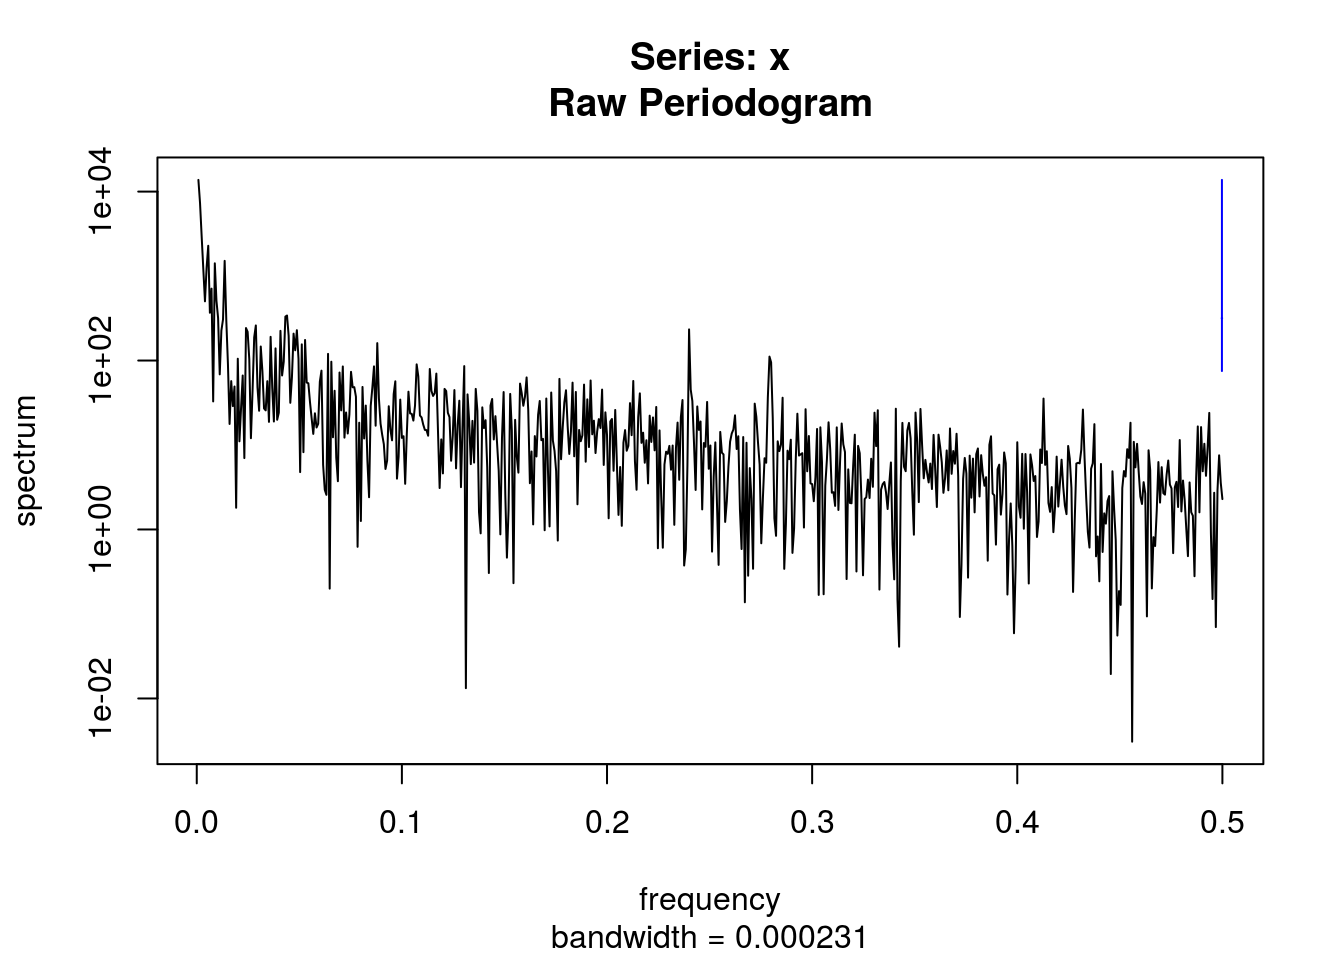 Series: x
Raw Periodogram
spectrum
1e+04
1e+02
1e+00
1e-02
0.0 0.1 0.2 0.3 0.4 0.5
frequency
bandwidth = 0.000231